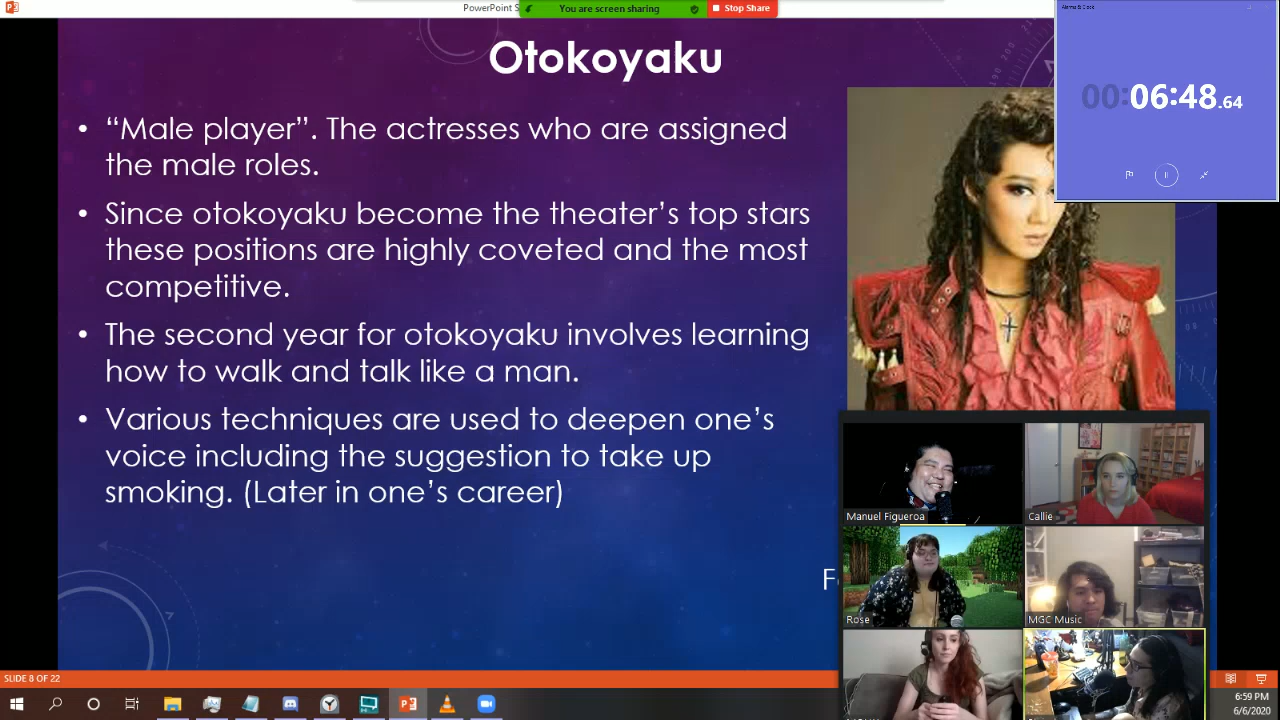 PowerPoint S
You are screen sharing
Stop Share
Alarms & Clock
00:06:48.64
Otokoyaku
• “Male player”. The actresses who are assigned
the male roles.
• Since otokoyaku become the theater’s top stars
these positions are highly coveted and the most
competitive.
• The second year for otokoyaku involves learning
how to walk and talk like a man.
• Various techniques are used to deepen one’s
voice including the suggestion to take up
smoking. (Later in one’s career)
Manuel Figueroa
Callie
Rose
MGC Music
SLIDE 8 OF 22
6:59 PM
6/6/2020